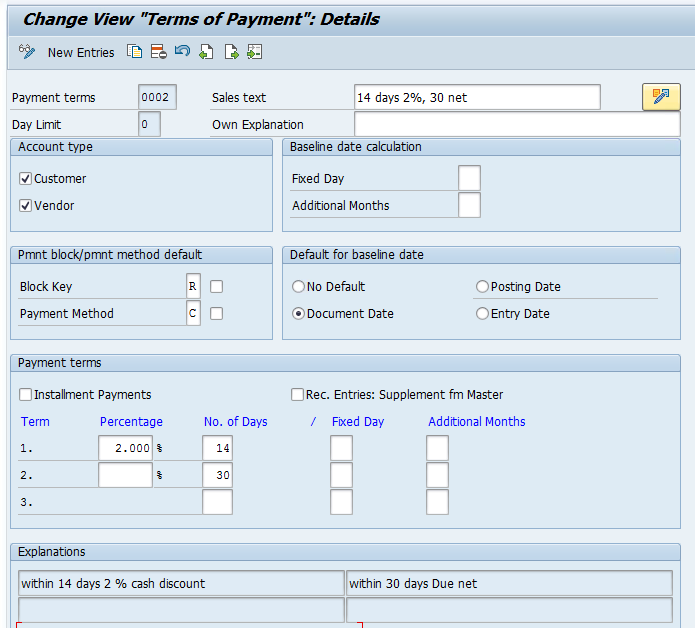 Change View "Terms of Payment": Details
New Entries
Payment terms 0002 Sales text 14 days 2%, 30 net
Day Limit 0 Own Explanation
Account type
Customer
Vendor
Baseline date calculation
Fixed Day
Additional Months
Pmnt block/pmnt method default
Block Key R
Payment Method C
Default for baseline date
No Default Posting Date
Document Date Entry Date
Payment terms
Installment Payments Rec. Entries: Supplement fm Master
Term Percentage No. of Days / Fixed Day Additional Months
1. 2.000 % 14
2. % 30
3.
Explanations
within 14 days 2 % cash discount within 30 days Due net